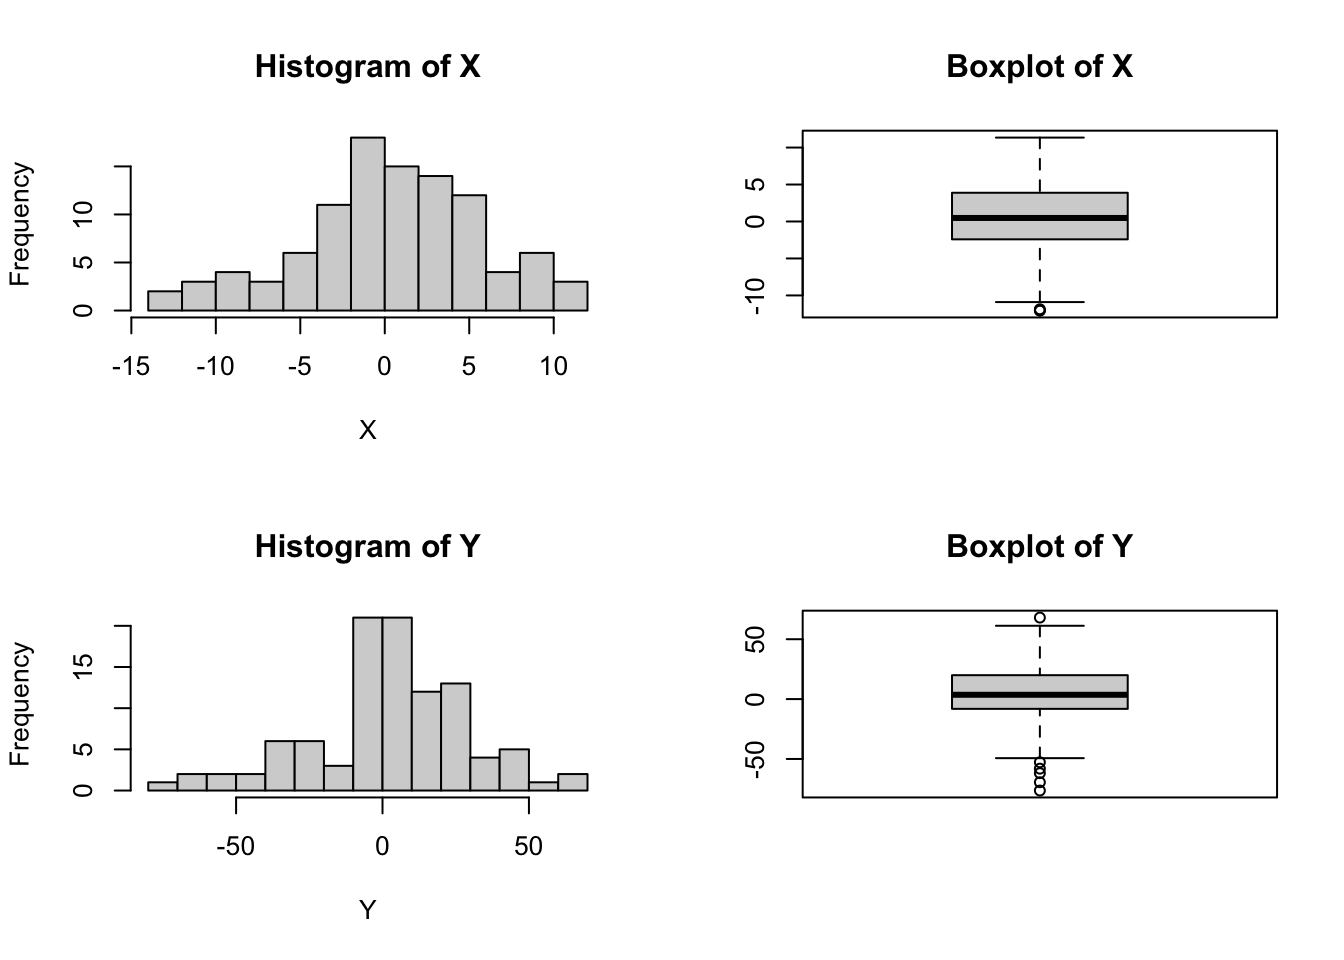 Histogram of X
Frequency
0 5 10
-15 -10 -5 0 5 10
X
Boxplot of X
-10 0 5
Histogram of Y
Frequency
0 5 15
-50 0 50
Y
Boxplot of Y
-50 0 50